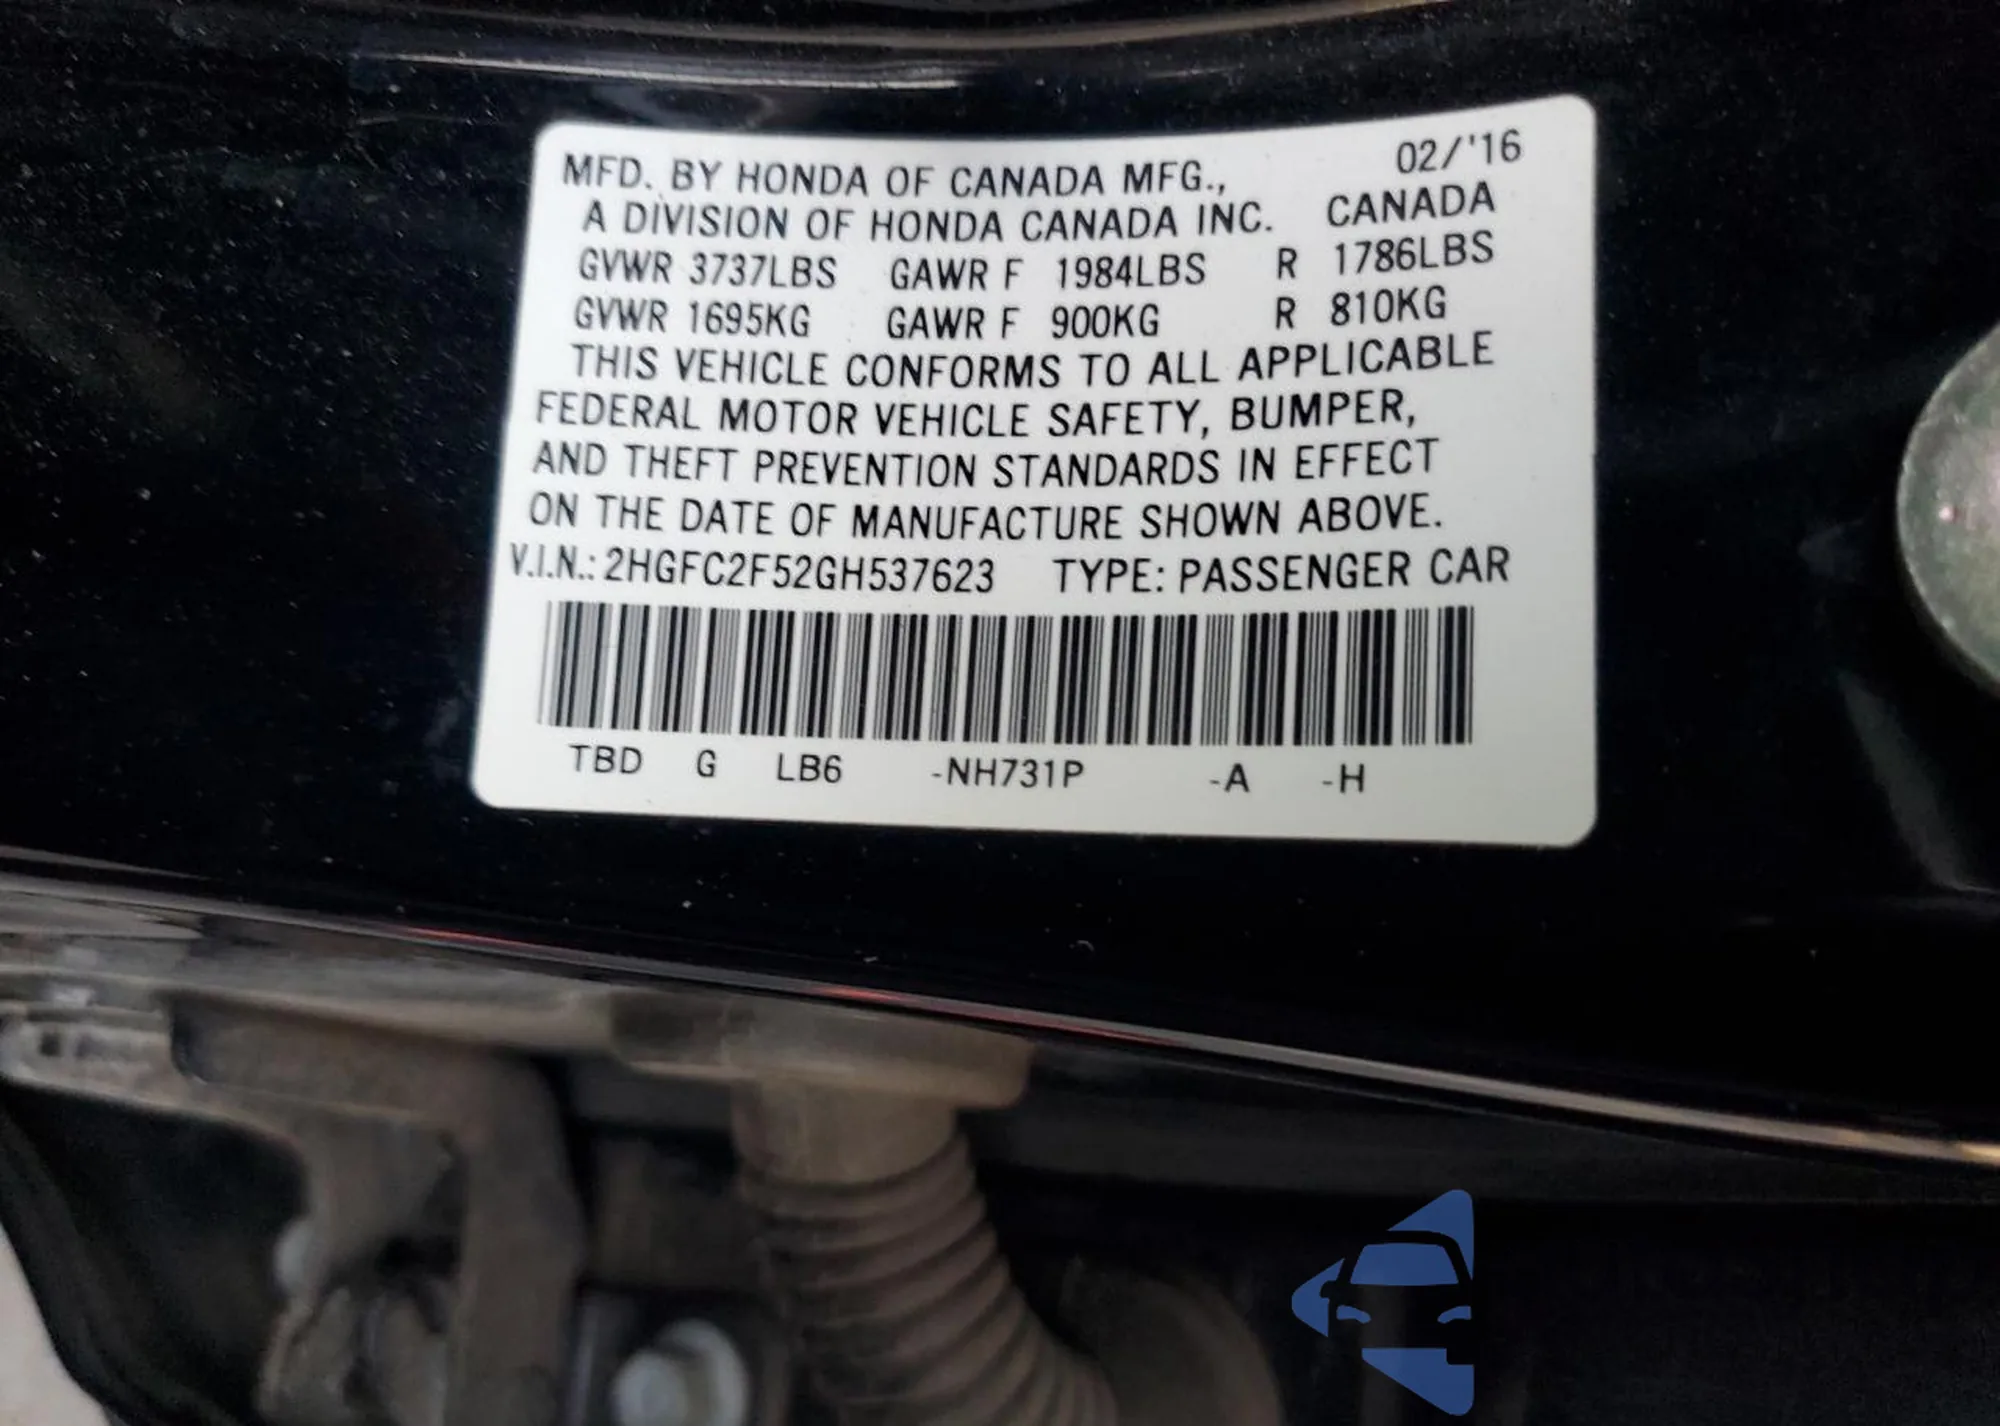 02/'16
MFD. BY HONDA OF CANADA MFG.,
A DIVISION OF HONDA CANADA INC. CANADA
GVWR 3737LBS GAWR F 1984LBS R 1786LBS
GVWR 1695KG GAWR F 900KG R 810KG
THIS VEHICLE CONFORMS TO ALL APPLICABLE
FEDERAL MOTOR VEHICLE SAFETY, BUMPER,
AND THEFT PREVENTION STANDARDS IN EFFECT
ON THE DATE OF MANUFACTURE SHOWN ABOVE.
V.I.N.: 2HGFC2F52GH537623 TYPE: PASSENGER CAR
TBD G LB6 -NH731P -A -H